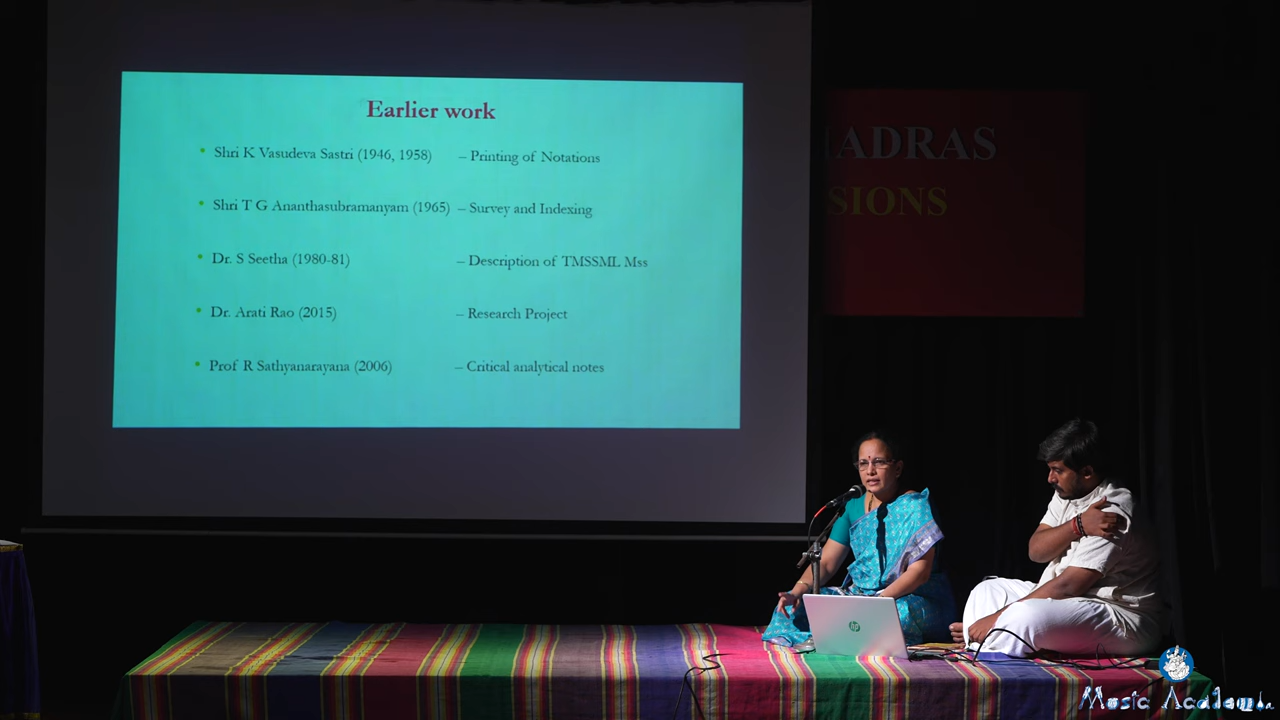 Earlier work
• Shri K Vasudeva Sastri (1946, 1958) – Printing of Notations
• Shri T G Ananthasubramanyam (1965) – Survey and Indexing
• Dr. S Seetha (1980-81) – Description of TMSSML Mss
• Dr. Arati Rao (2015) – Research Project
• Prof R Sathyanarayana (2006) – Critical analytical notes
ADRAS
SIONS
hp
Music Academy